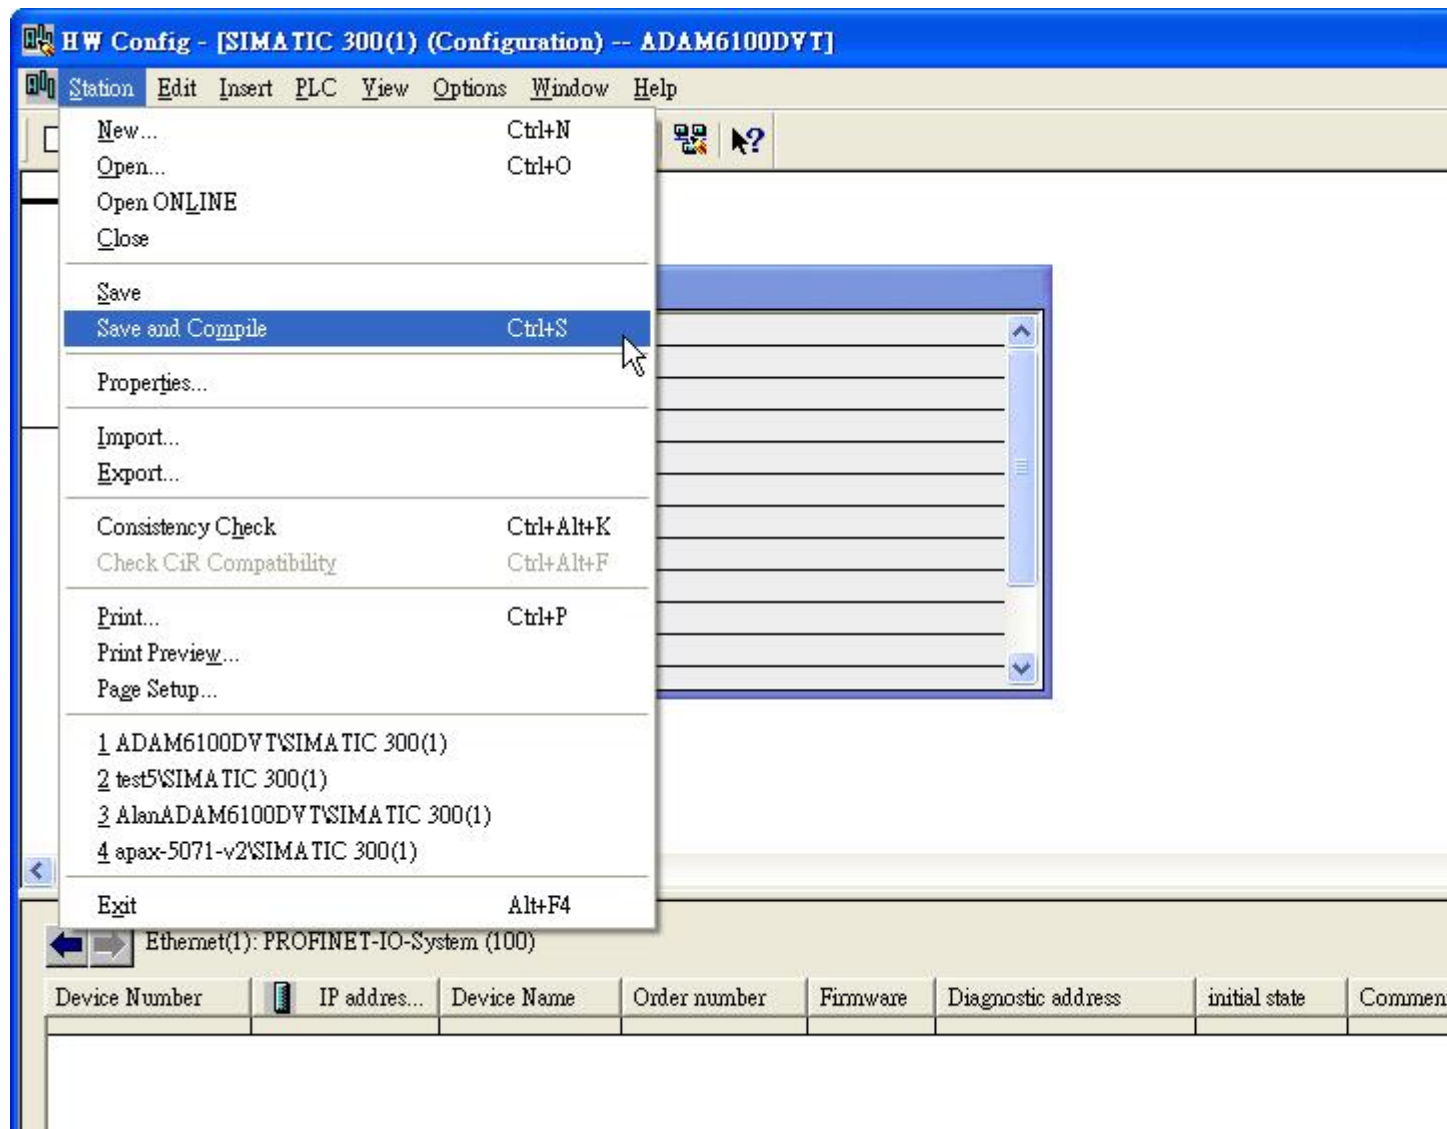 HW Config - [SIMATIC 300(1) (Configuration) -- ADAM6100DVT]
Station Edit Insert PLC View Options Window Help
New... Ctrl+N
Open... Ctrl+O
Open ONLINE
Close
Save
Save and Compile Ctrl+S
Properties...
Import...
Export...
Consistency Check Ctrl+Alt+K
Check CiR Compatibility Ctrl+Alt+F
Print... Ctrl+P
Print Preview...
Page Setup...
1 ADAM6100DVT\SIMATIC 300(1)
2 test5\SIMATIC 300(1)
3 AlanADAM6100DVT\SIMATIC 300(1)
4 apax-5071-v2\SIMATIC 300(1)
Exit Alt+F4
Ethernet(1): PROFINET-IO-System (100)
Device Number IP addres... Device Name Order number Firmware Diagnostic address initial state Commen